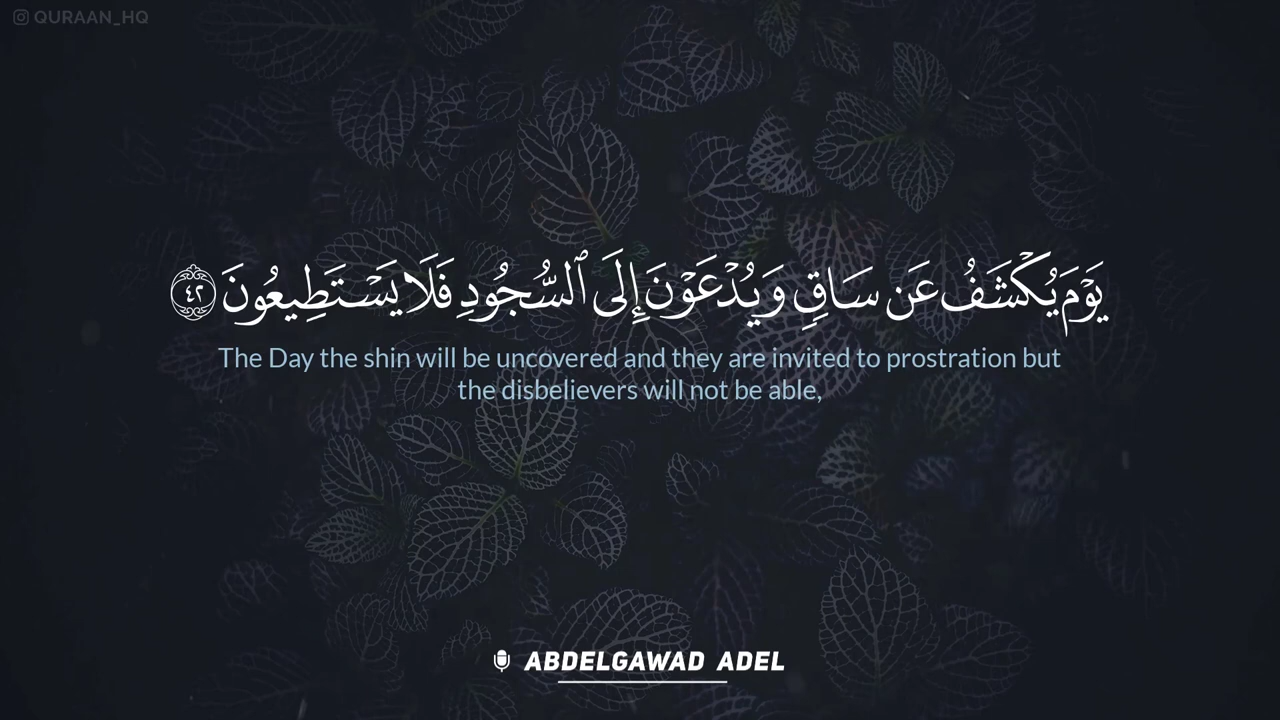 QURAAN_HQ
يَوْمَ يُكْشَفُ عَن سَاقٍ وَيُدْعَوْنَ إِلَى ٱلسُّجُودِ فَلَا يَسْتَطِيعُونَ ٤٢
The Day the shin will be uncovered and they are invited to prostration but
the disbelievers will not be able,
ABDELGAWAD ADEL